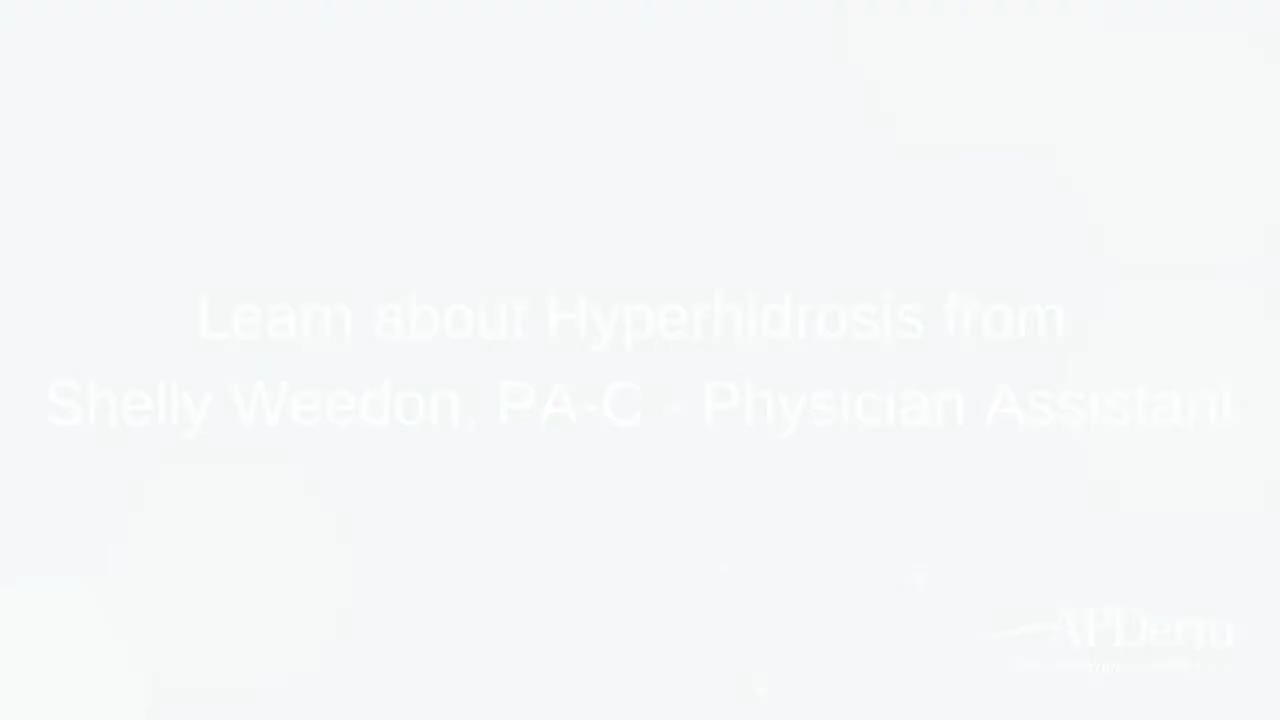 Learn about Hyperhidrosis from
Shelly Weedon, PA-C - Physician Assistant
APDerm